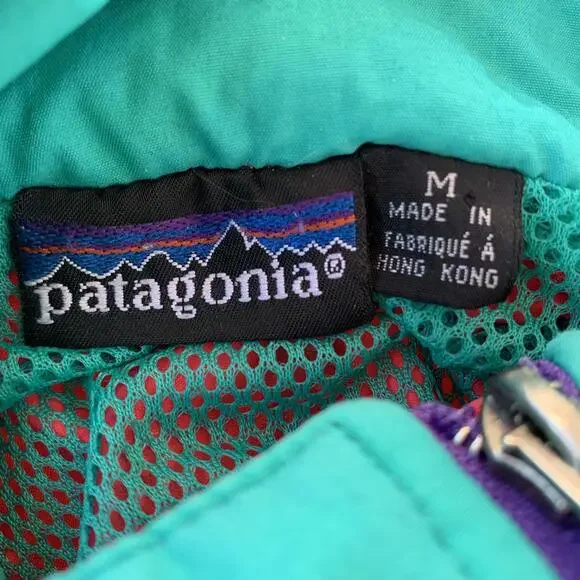 patagonia®
M
MADE IN
FABRIQUÉ Á
HONG KONG